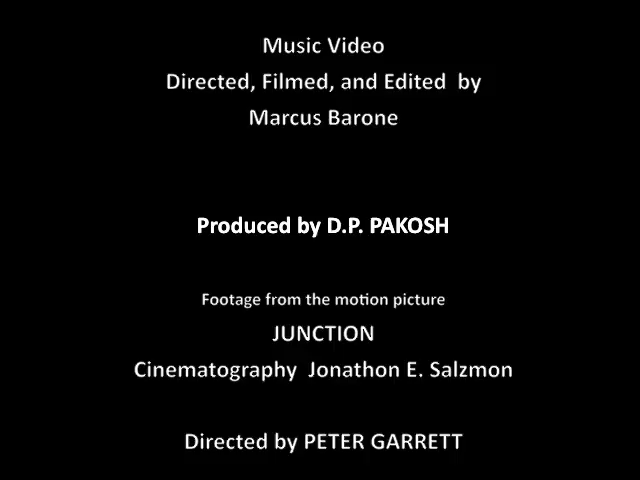 Music Video
Directed, Filmed, and Edited  by
Marcus Barone
Produced by D.P. PAKOSH
Footage from the motion picture
JUNCTION
Cinematography  Jonathon E. Salzmon
Directed by PETER GARRETT